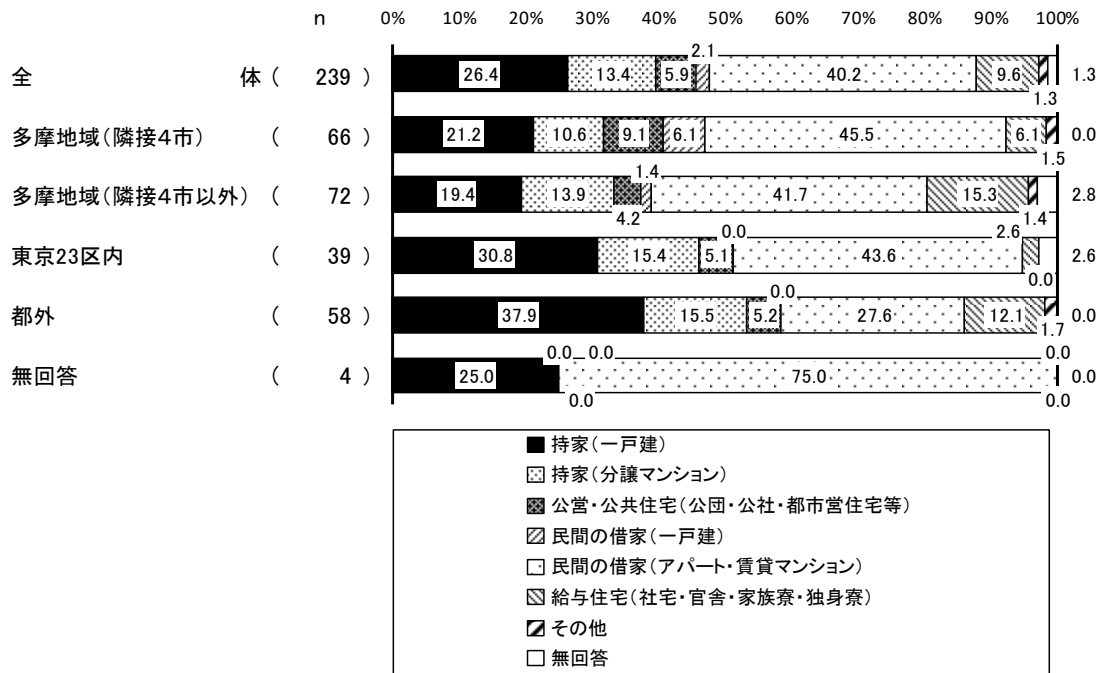 n 0% 10% 20% 30% 40% 50% 60% 70% 80% 90% 100%
2.1
全 体 ( 239 ) 26.4 13.4 5.9 40.2 9.6 1.3
1.3
多摩地域(隣接4市) ( 66 ) 21.2 10.6 9.1 6.1 45.5 6.1 0.0
1.5
1.4
多摩地域(隣接4市以外) ( 72 ) 19.4 13.9 41.7 15.3 2.8
4.2 1.4
0.0 2.6
東京23区内 ( 39 ) 30.8 15.4 5.1 43.6 2.6
0.0
0.0
都外 ( 58 ) 37.9 15.5 5.2 27.6 12.1 0.0
1.7
0.0 0.0 0.0
無回答 ( 4 ) 25.0 75.0 0.0
0.0 0.0
持家(一戸建)
持家(分譲マンション)
公営・公共住宅(公団・公社・都市営住宅等)
民間の借家(一戸建)
民間の借家(アパート・賃貸マンション)
給与住宅(社宅・官舎・家族寮・独身寮)
その他
無回答